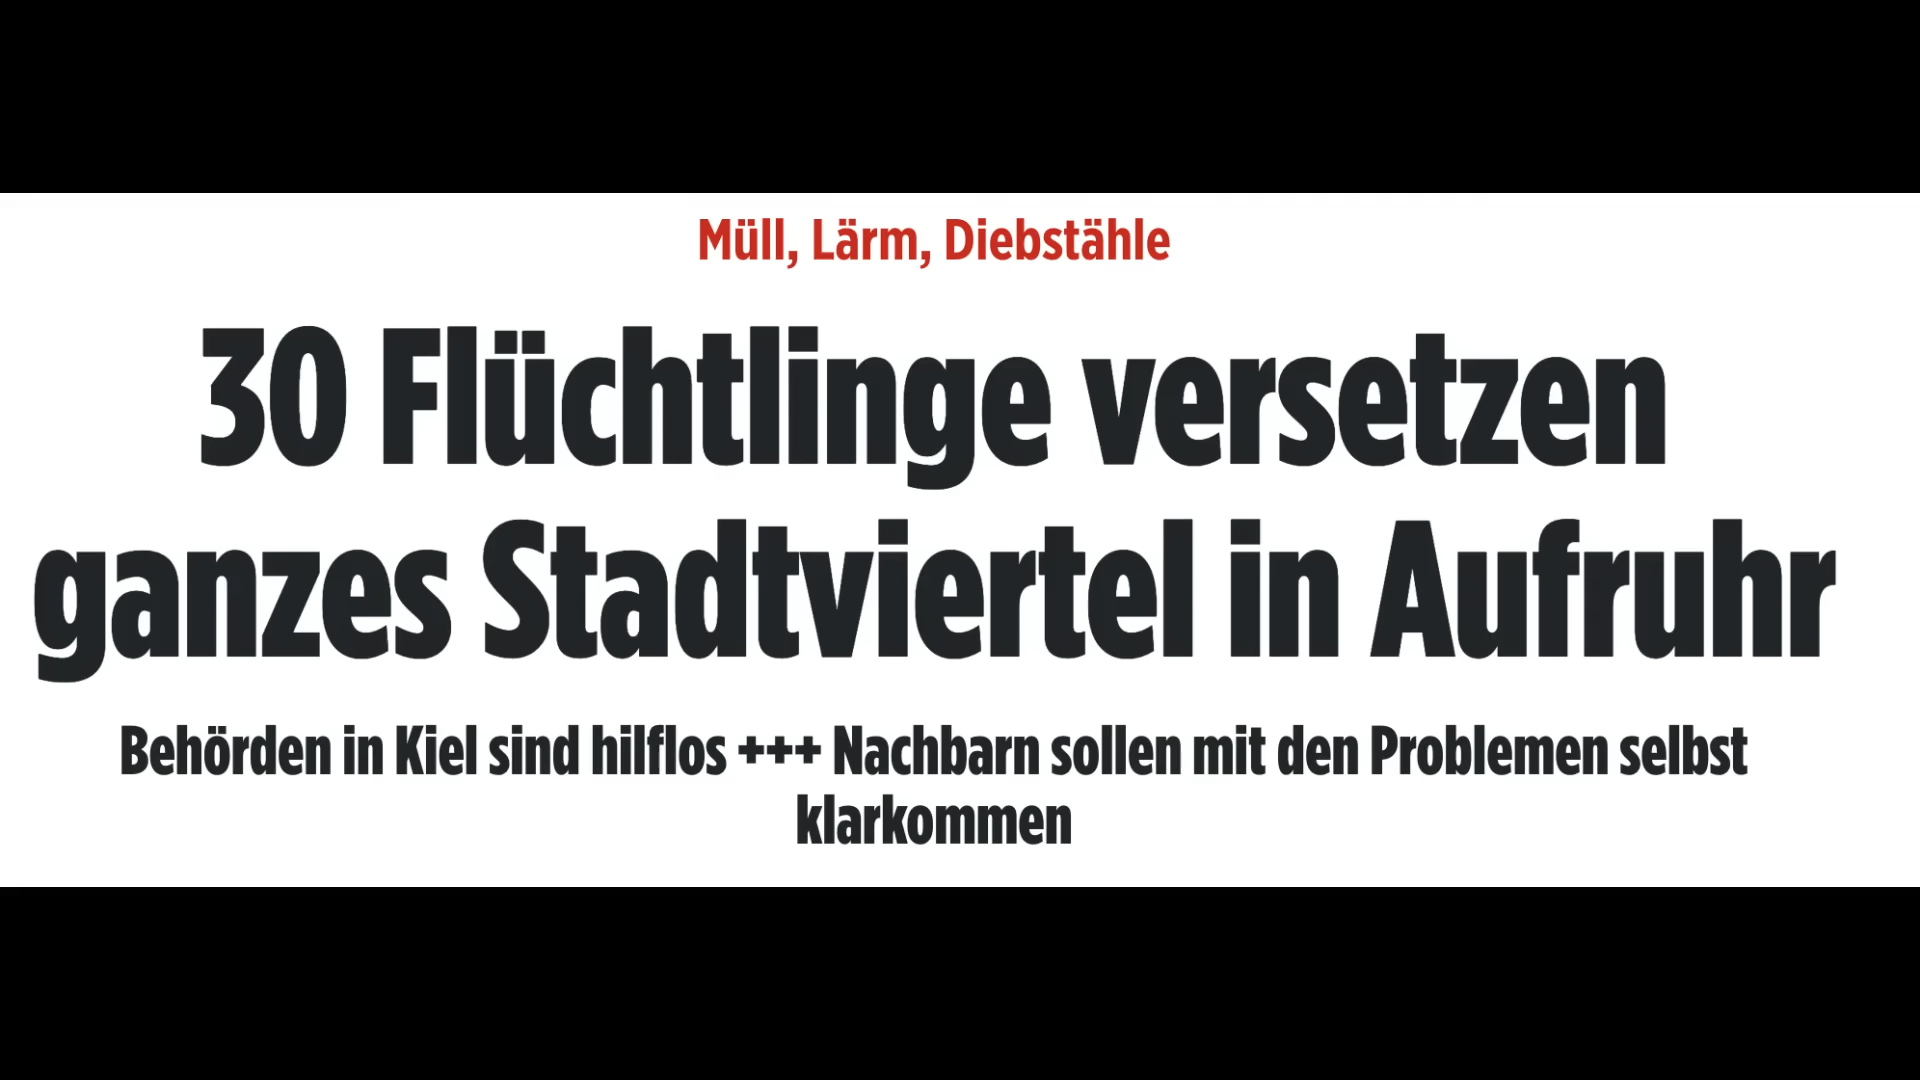 Müll, Lärm, Diebstähle
30 Flüchtlinge versetzen
ganzes Stadtviertel in Aufruhr
Behörden in Kiel sind hilflos +++ Nachbarn sollen mit den Problemen selbst
klarkommen